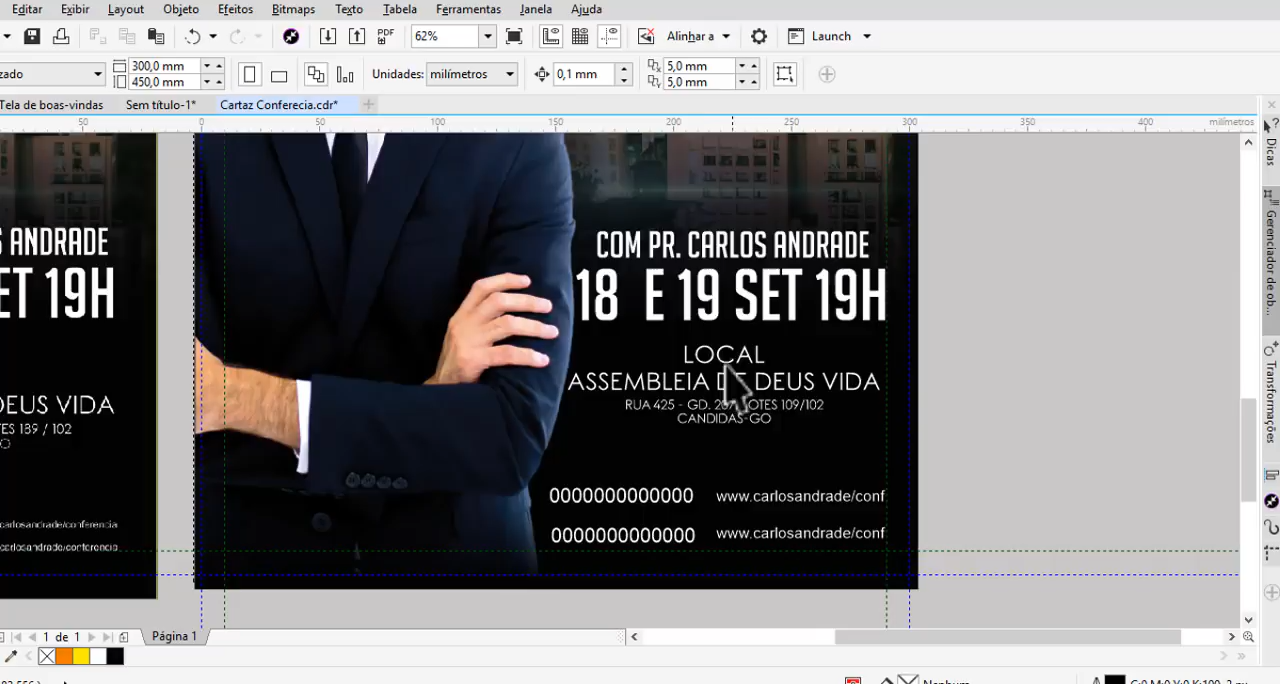 Editar Exibir Layout Objeto Efeitos Bitmaps Texto Tabela Ferramentas Janela Ajuda
PDF 62% Alinhar a Launch
zado 300,0 mm 450,0 mm Unidades: milímetros 0,1 mm 5,0 mm 5,0 mm
Tela de boas-vindas Sem título-1* Cartaz Conferecia.cdr*
50 0 50 100 150 200 250 300 350 400 milímetros
Dicas
Gerenciador de ob...
Transformações
S ANDRADE
ET 19H
DEUS VIDA
TES 189 / 102
carlosandrade/conferencia
carlosandrade/conferencia
COM PR. CARLOS ANDRADE
18 E 19 SET 19H
LOCAL
ASSEMBLEIA DE DEUS VIDA
RUA 425 - GD. LOTES 109/102
CANDIDAS-GO
0000000000000 www.carlosandrade/conf
0000000000000 www.carlosandrade/conf
1 de 1 Página 1
Nenhum